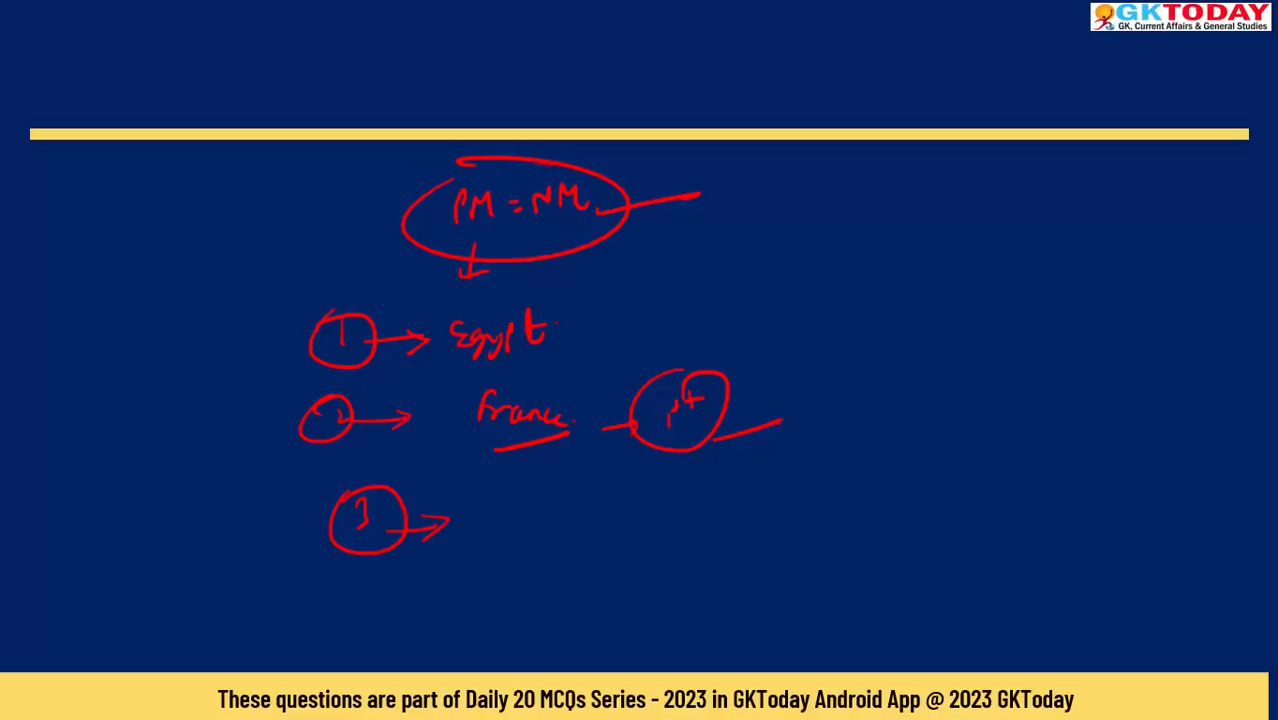 GKTODAY
GK, Current Affairs & General Studies
PM = NM
1 → Egypt
2 → France
3 →
These questions are part of Daily 20 MCQs Series - 2023 in GKToday Android App @ 2023 GKToday